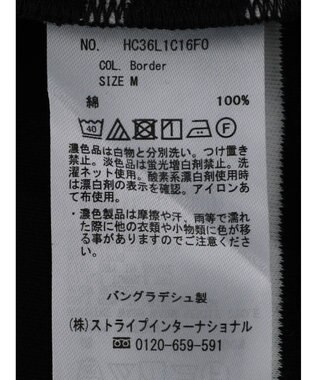 NO. HC36L1C16F0
COL. Border
SIZE M
綿 100%
40 F
濃色品は白物と分別洗い。つけ置き
禁止。淡色品は蛍光増白剤禁止。洗
濯ネット使用。酸素系漂白剤使用時
は漂白剤の表示を確認。アイロンあ
て布使用。
・濃色製品は摩擦や汗、雨等で濡れ
た際に他の衣類や小物類に色が移
る事がありますのでご注意くださ
い。
バングラデシュ製
(株)ストライプインターナショナル
0120-659-591